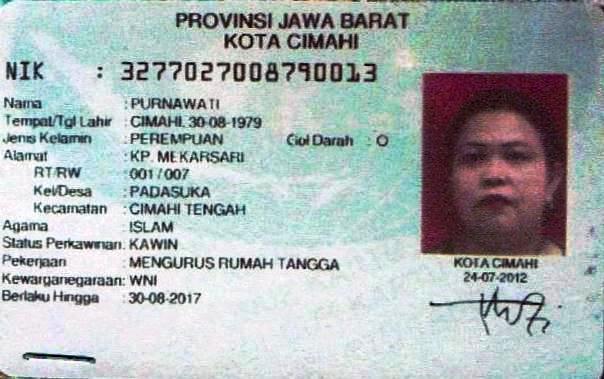 PROVINSI JAWA BARAT
KOTA CIMAHI
NIK : 3277027008790013
Nama : PURNAWATI
Tempat/Tgl Lahir : CIMAHI, 30-08-1979
Jenis Kelamin : PEREMPUAN Gol Darah : O
Alamat : KP. MEKARSARI
RT/RW : 001/007
Kel/Desa : PADASUKA
Kecamatan : CIMAHI TENGAH
Agama : ISLAM
Status Perkawinan: KAWIN
Pekerjaan : MENGURUS RUMAH TANGGA
Kewarganegaraan: WNI
Berlaku Hingga : 30-08-2017
KOTA CIMAHI
24-07-2012